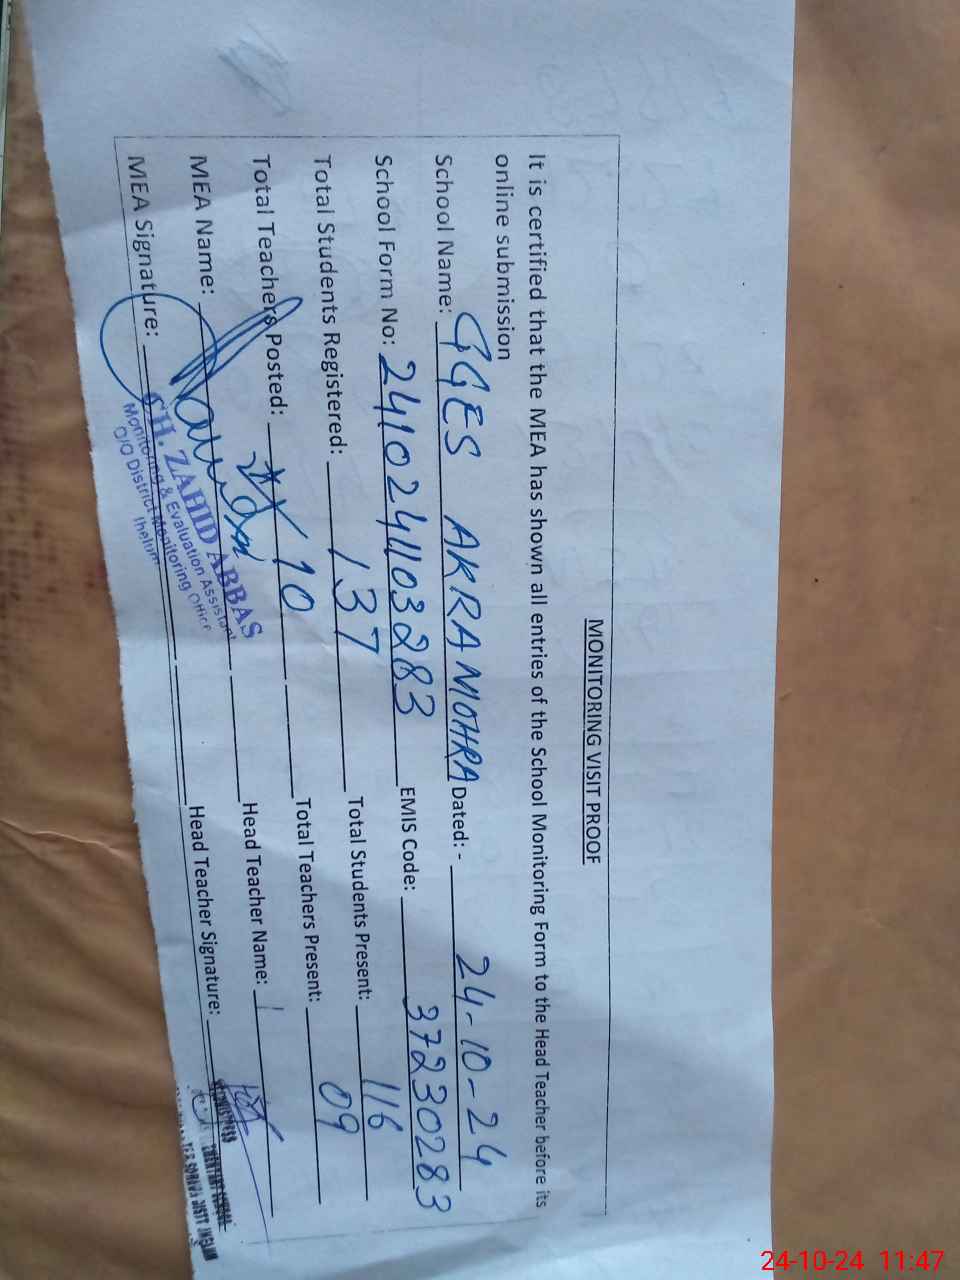 MONITORING VISIT PROOF
It is certified that the MEA has shown all entries of the School Monitoring Form to the Head Teacher before its
online submission
School Name: GGES AKRAMOHRA Dated: - 24-10-24
School Form No: 2410241103283 EMIS Code: 37230283
Total Students Registered: 137 Total Students Present: 116
Total Teachers Posted: 10 Total Teachers Present: 09
MEA Name: Head Teacher Name:
MEA Signature: Head Teacher Signature:
CH. ZAHID ABBAS
Monitoring & Evaluation Assistant
O/O District Monitoring Office
Jhelum
24-10-24 11:47